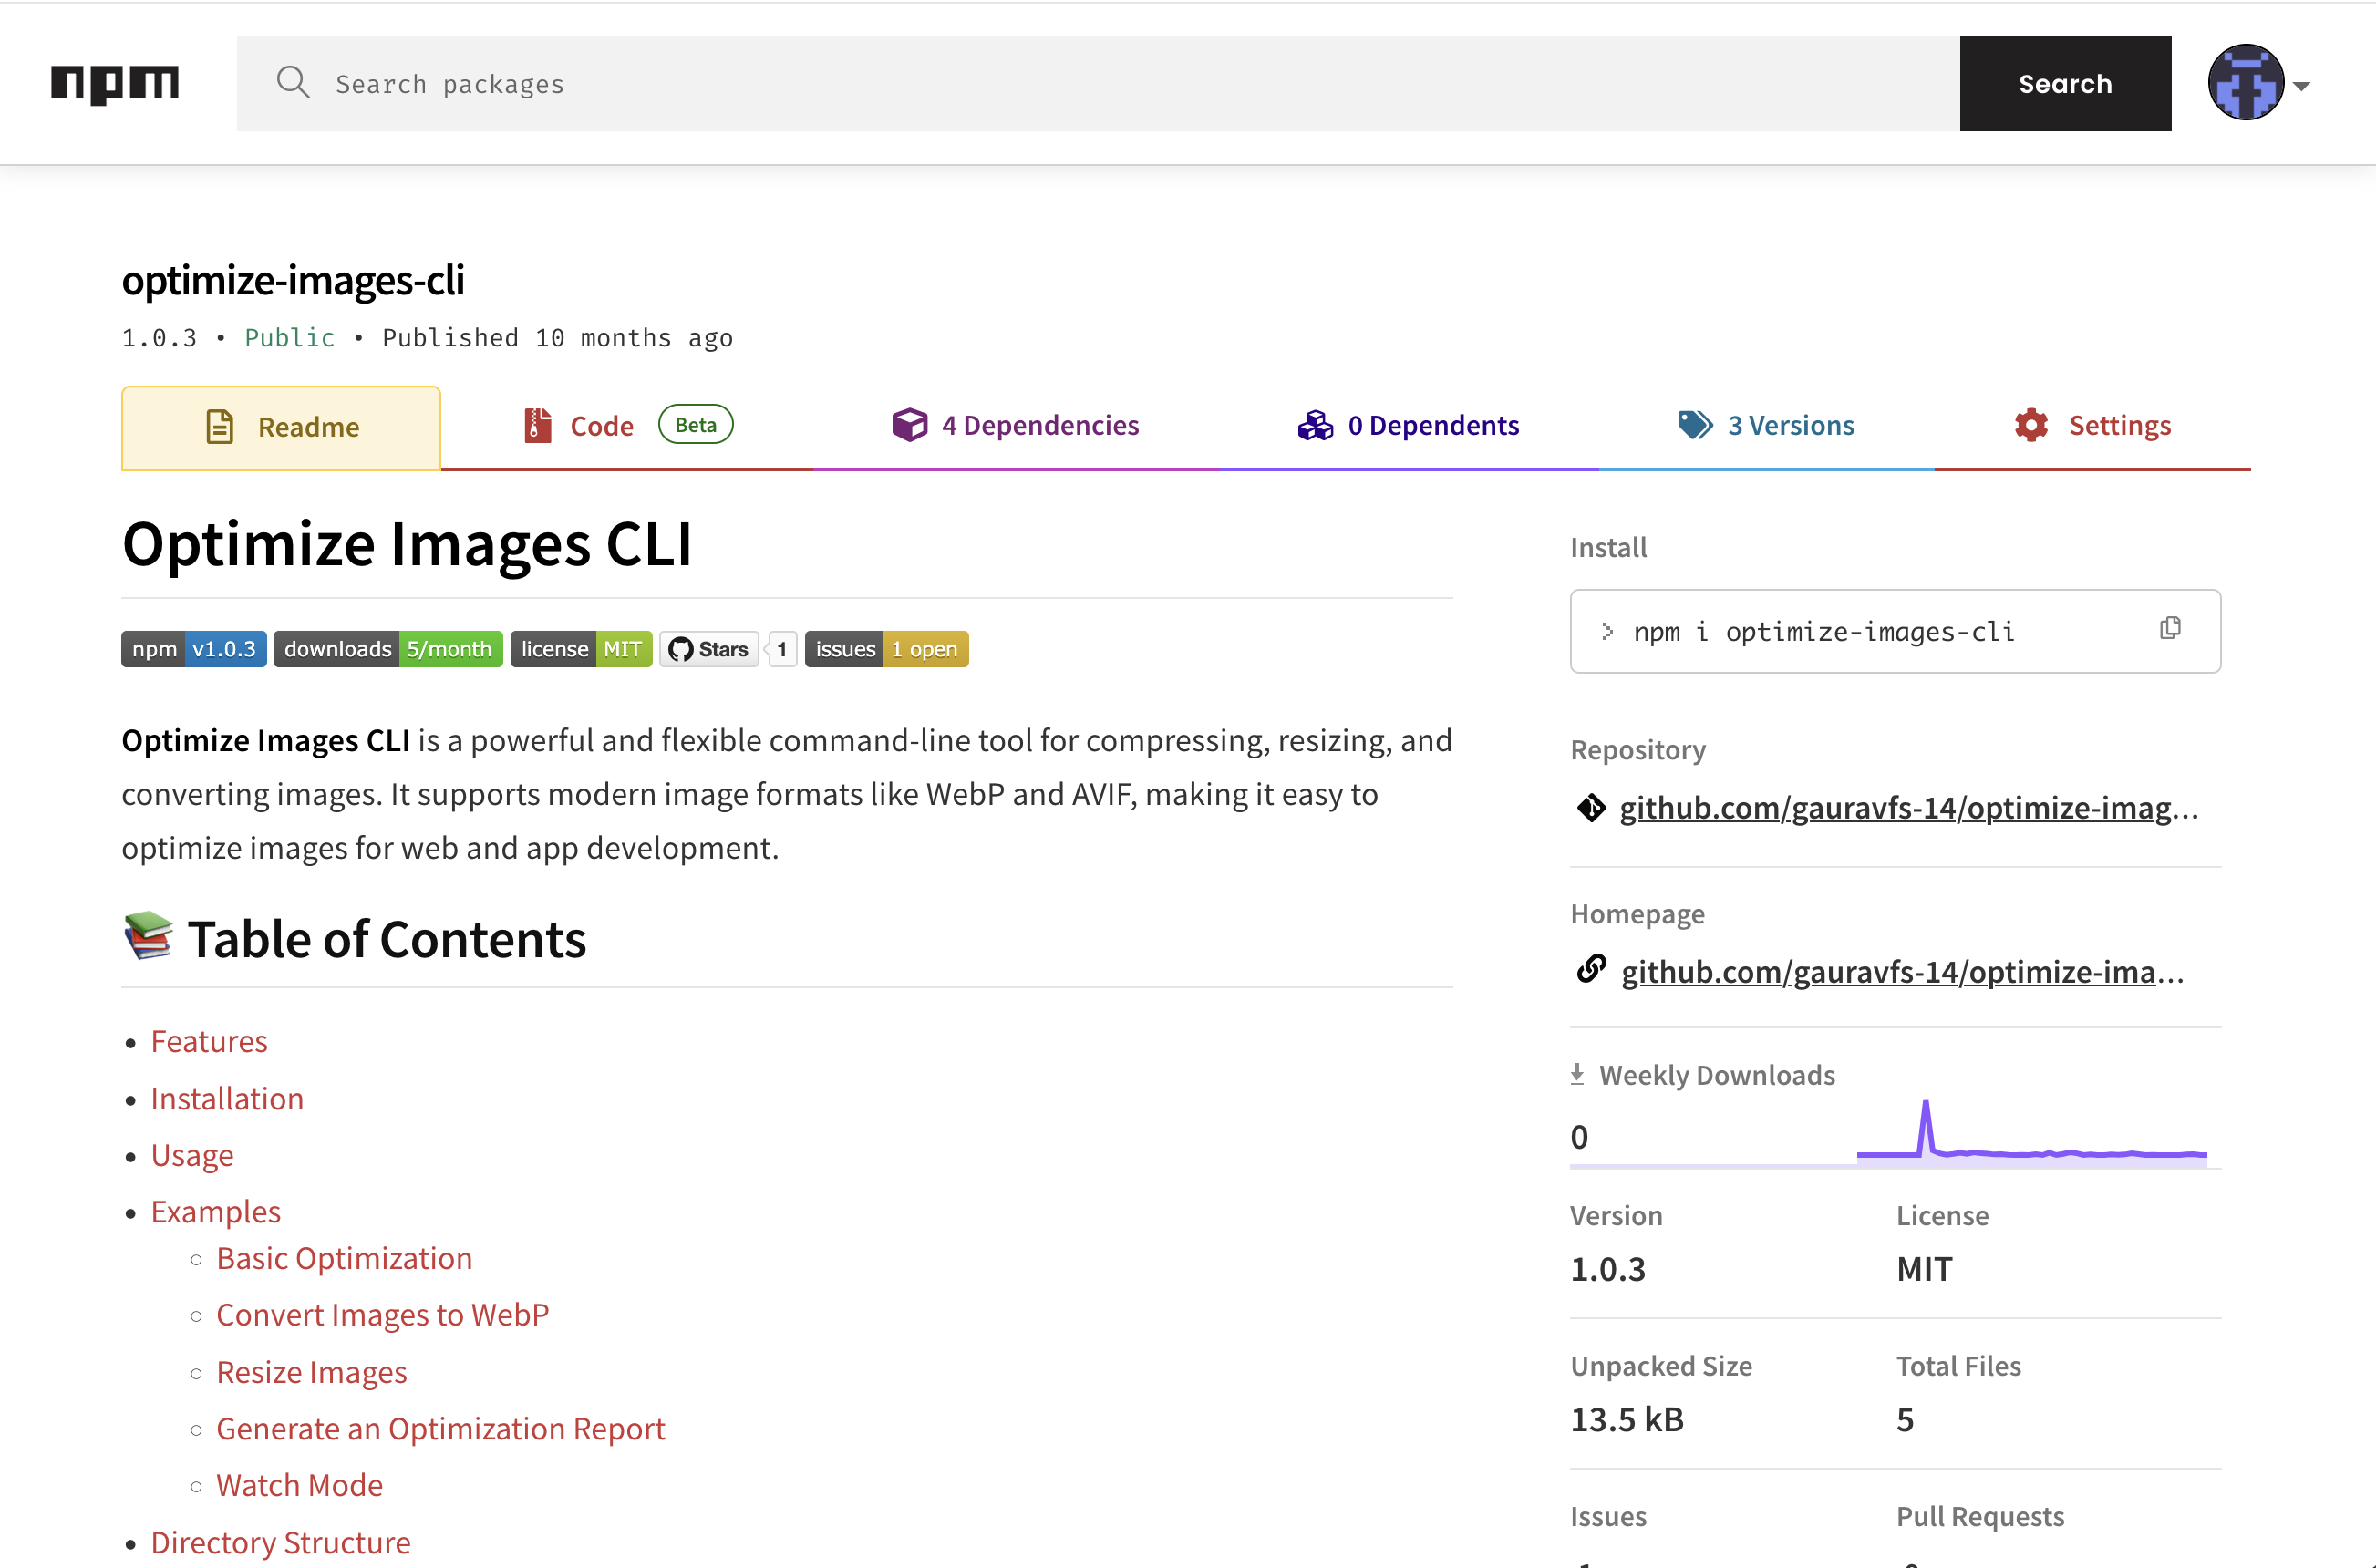 npm
Search packages
Search
optimize-images-cli
1.0.3 • Public • Published 10 months ago
Readme
Code Beta
4 Dependencies
0 Dependents
3 Versions
Settings
Optimize Images CLI
npm v1.0.3 downloads 5/month license MIT Stars 1 issues 1 open
Optimize Images CLI is a powerful and flexible command-line tool for compressing, resizing, and
converting images. It supports modern image formats like WebP and AVIF, making it easy to
optimize images for web and app development.
📚 Table of Contents
• Features
• Installation
• Usage
• Examples
◦ Basic Optimization
◦ Convert Images to WebP
◦ Resize Images
◦ Generate an Optimization Report
◦ Watch Mode
• Directory Structure
Install
> npm i optimize-images-cli
Repository
github.com/gauravfs-14/optimize-imag...
Homepage
github.com/gauravfs-14/optimize-ima...
Weekly Downloads
0
Version
1.0.3
License
MIT
Unpacked Size
13.5 kB
Total Files
5
Issues
Pull Requests